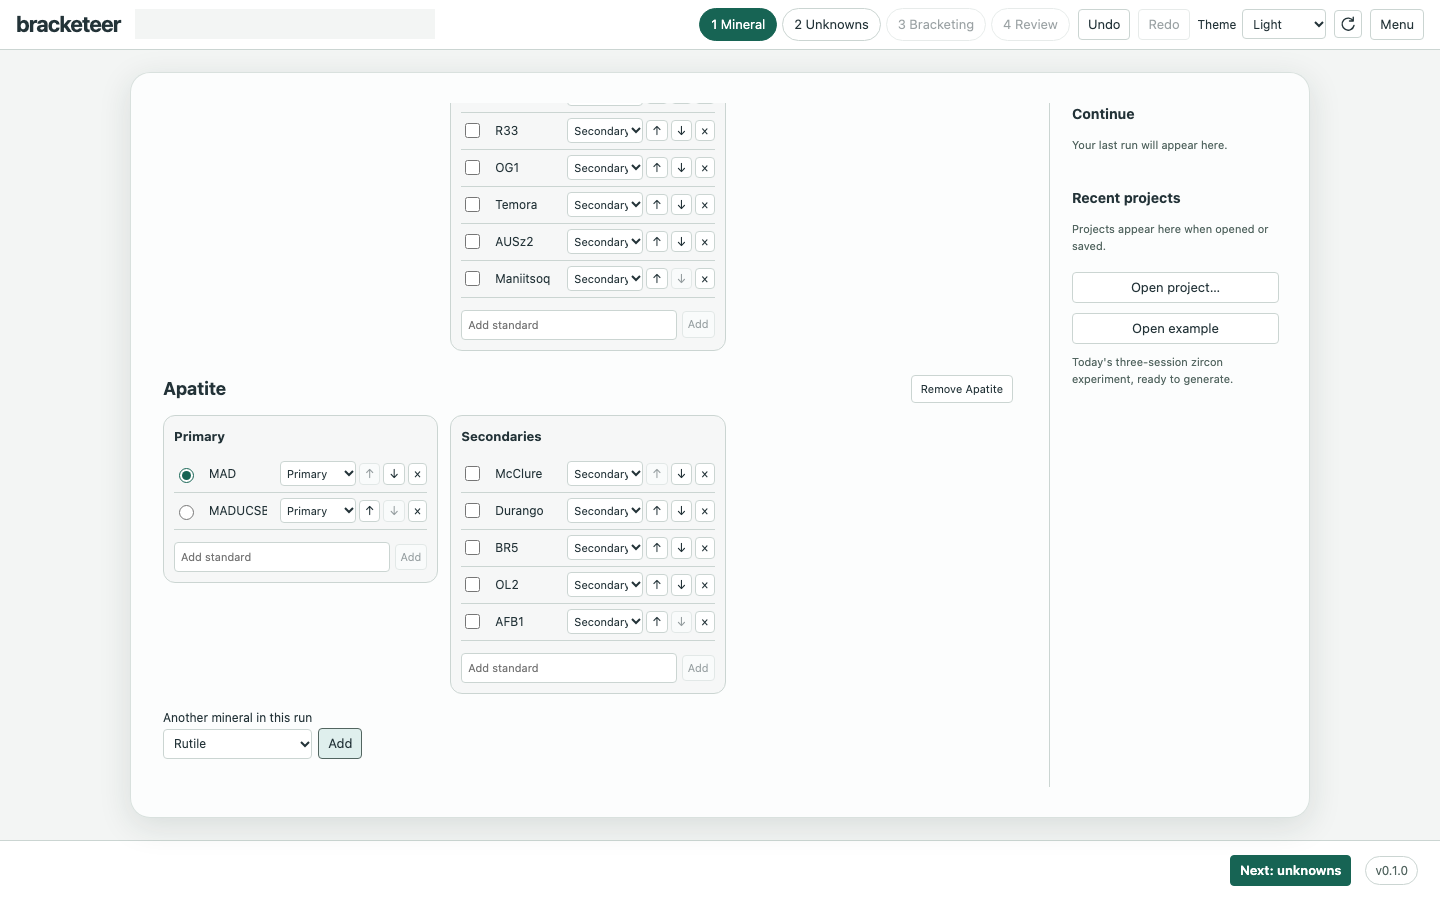 bracketeer
1 Mineral
2 Unknowns
3 Bracketing
4 Review
Undo
Redo
Theme
Light
Menu
R33 Secondary ↑ ↓ ×
OG1 Secondary ↑ ↓ ×
Temora Secondary ↑ ↓ ×
AUSz2 Secondary ↑ ↓ ×
Maniitsoq Secondary ↑ ↓ ×
Add standard Add
Apatite
Remove Apatite
Primary
MAD Primary ↑ ↓ ×
MADUCSB Primary ↑ ↓ ×
Add standard Add
Secondaries
McClure Secondary ↑ ↓ ×
Durango Secondary ↑ ↓ ×
BR5 Secondary ↑ ↓ ×
OL2 Secondary ↑ ↓ ×
AFB1 Secondary ↑ ↓ ×
Add standard Add
Another mineral in this run
Rutile Add
Continue
Your last run will appear here.
Recent projects
Projects appear here when opened or
saved.
Open project...
Open example
Today's three-session zircon
experiment, ready to generate.
Next: unknowns
v0.1.0